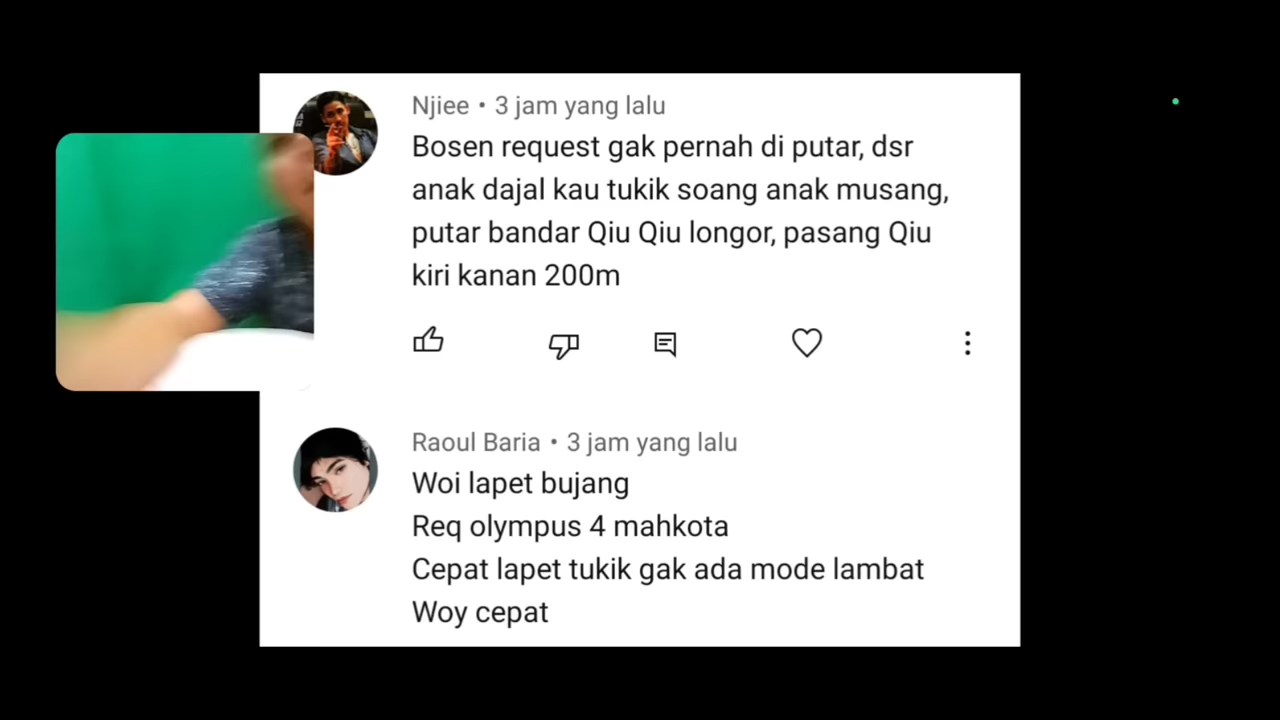 Njiee • 3 jam yang lalu
Bosen request gak pernah di putar, dsr
anak dajal kau tukik soang anak musang,
putar bandar Qiu Qiu longor, pasang Qiu
kiri kanan 200m
Raoul Baria • 3 jam yang lalu
Woi lapet bujang
Req olympus 4 mahkota
Cepat lapet tukik gak ada mode lambat
Woy cepat